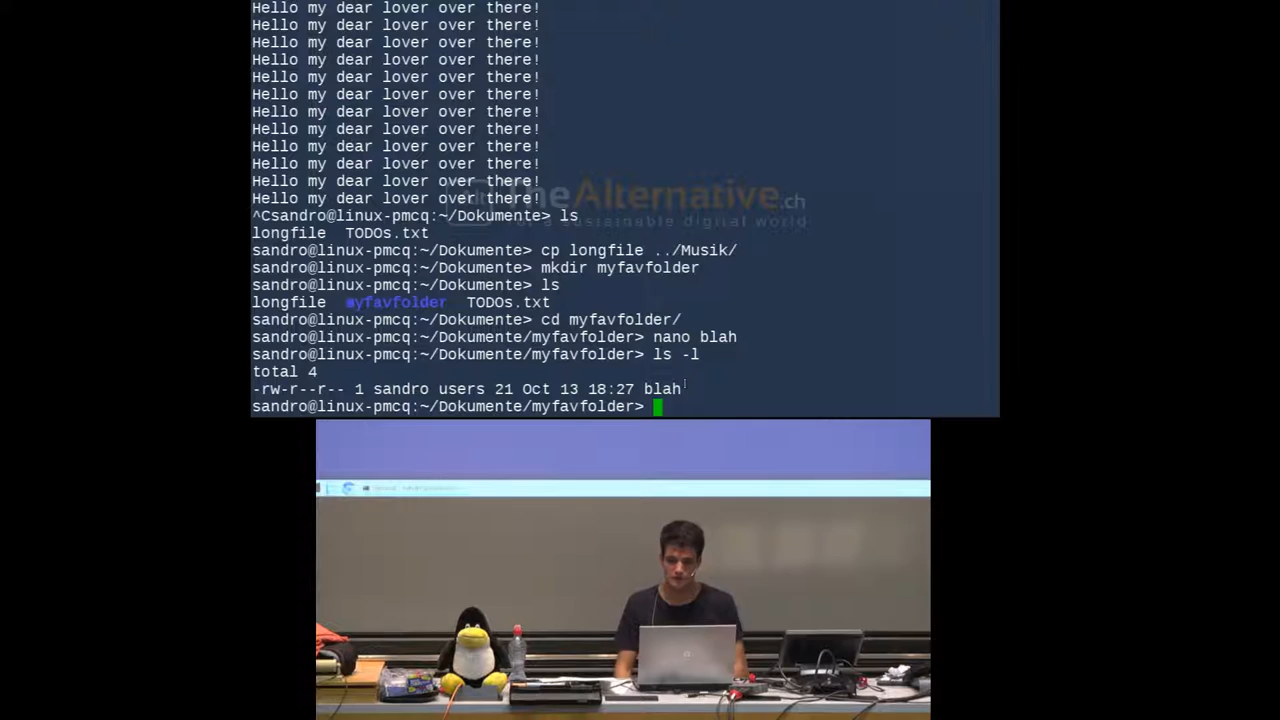 Hello my dear lover over there!
Hello my dear lover over there!
Hello my dear lover over there!
Hello my dear lover over there!
Hello my dear lover over there!
Hello my dear lover over there!
Hello my dear lover over there!
Hello my dear lover over there!
Hello my dear lover over there!
Hello my dear lover over there!
Hello my dear lover over there!
Hello my dear lover over there!
TheAlternative.ch
a sustainable digital world
^Csandro@linux-pmcq:~/Dokumente> ls
longfile TODOs.txt
sandro@linux-pmcq:~/Dokumente> cp longfile ../Musik/
sandro@linux-pmcq:~/Dokumente> mkdir myfavfolder
sandro@linux-pmcq:~/Dokumente> ls
longfile myfavfolder TODOs.txt
sandro@linux-pmcq:~/Dokumente> cd myfavfolder/
sandro@linux-pmcq:~/Dokumente/myfavfolder> nano blah
sandro@linux-pmcq:~/Dokumente/myfavfolder> ls -l
total 4
-rw-r--r-- 1 sandro users 21 Oct 13 18:27 blah
sandro@linux-pmcq:~/Dokumente/myfavfolder>